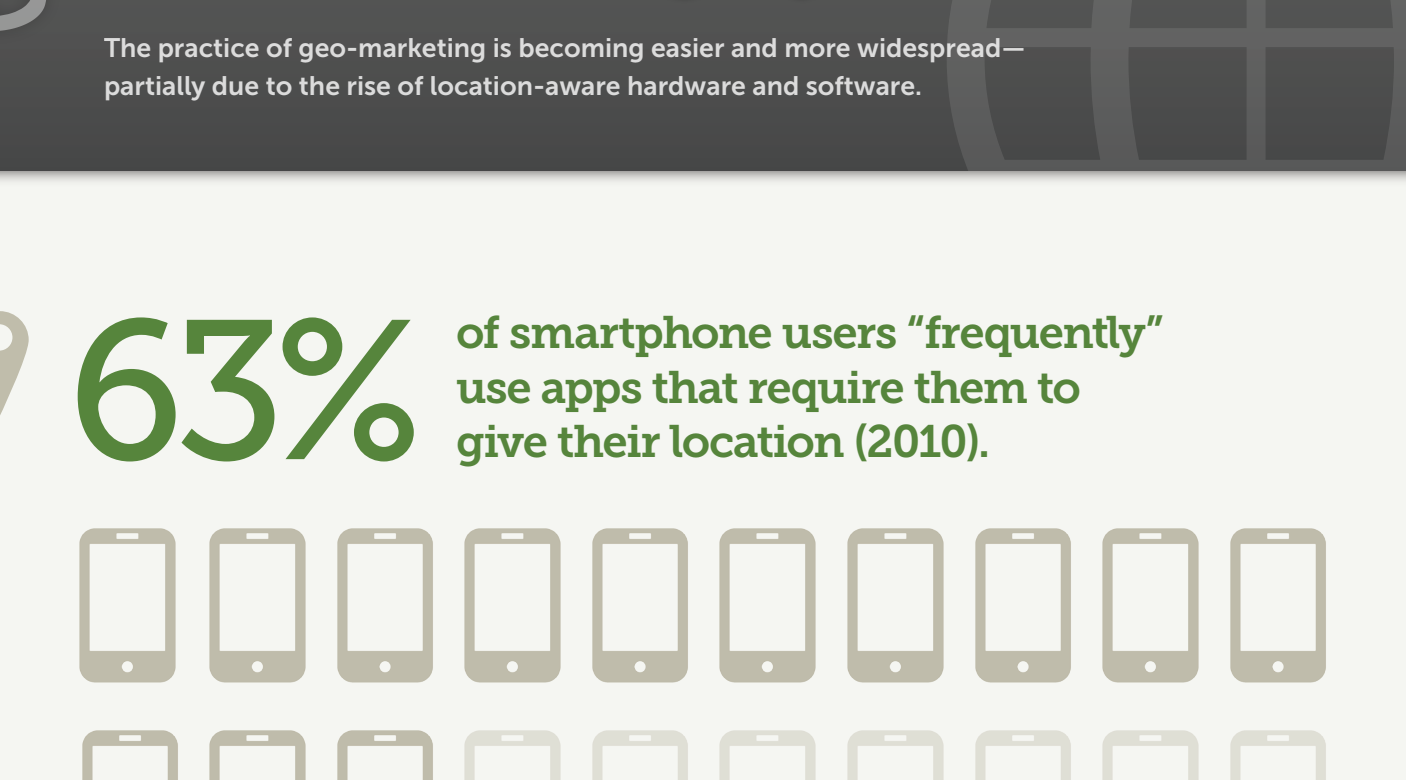 The practice of geo-marketing is becoming easier and more widespread—
partially due to the rise of location-aware hardware and software.
63%
of smartphone users “frequently”
use apps that require them to
give their location (2010).